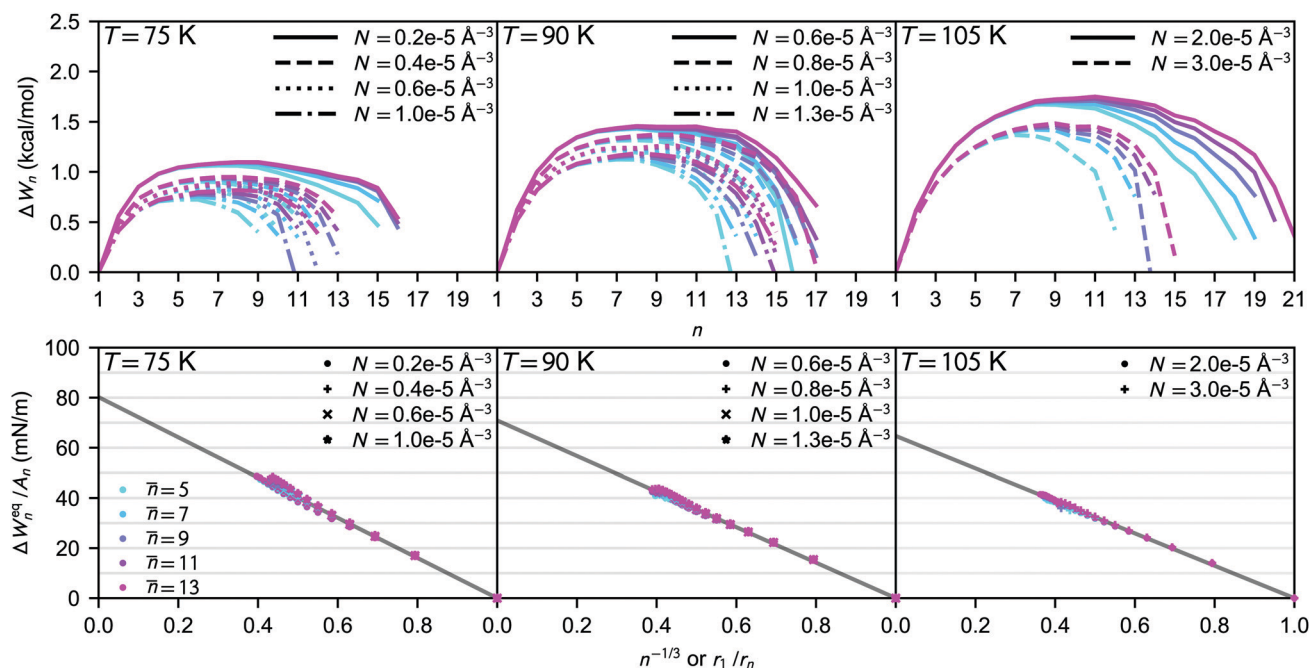 2.5
2.0
1.5
1.0
0.5
0.0
Δ Wₙ (kcal/mol)
T = 75 K
N = 0.2e-5 Å⁻³
N = 0.4e-5 Å⁻³
N = 0.6e-5 Å⁻³
N = 1.0e-5 Å⁻³
T = 90 K
N = 0.6e-5 Å⁻³
N = 0.8e-5 Å⁻³
N = 1.0e-5 Å⁻³
N = 1.3e-5 Å⁻³
T = 105 K
N = 2.0e-5 Å⁻³
N = 3.0e-5 Å⁻³
1 3 5 7 9 11 13 15 17 19 1 3 5 7 9 11 13 15 17 19 1 3 5 7 9 11 13 15 17 19 21
n
100
80
60
40
20
0
Δ Wₙᵉq / Aₙ (mN/m)
T = 75 K
N = 0.2e-5 Å⁻³
N = 0.4e-5 Å⁻³
N = 0.6e-5 Å⁻³
N = 1.0e-5 Å⁻³
n̅ = 5
n̅ = 7
n̅ = 9
n̅ = 11
n̅ = 13
T = 90 K
N = 0.6e-5 Å⁻³
N = 0.8e-5 Å⁻³
N = 1.0e-5 Å⁻³
N = 1.3e-5 Å⁻³
T = 105 K
N = 2.0e-5 Å⁻³
N = 3.0e-5 Å⁻³
0.0 0.2 0.4 0.6 0.8 0.0 0.2 0.4 0.6 0.8 0.0 0.2 0.4 0.6 0.8 1.0
n⁻¹/³ or r₁/rₙ